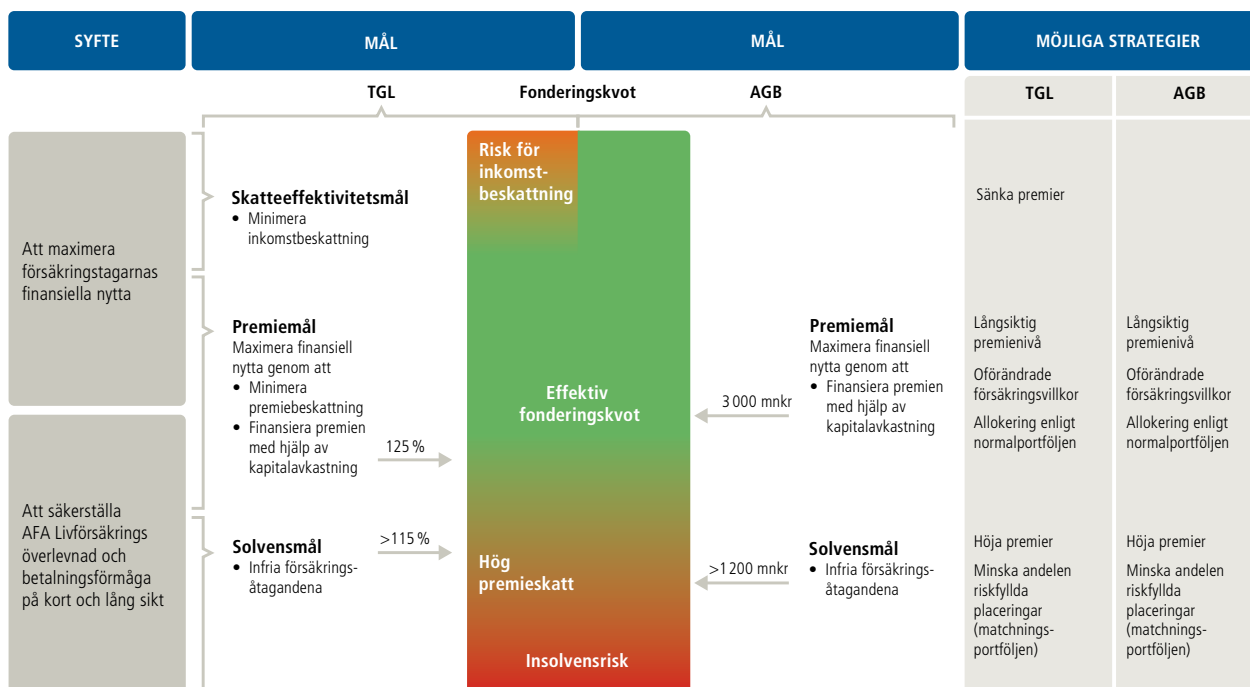 SYFTE
MÅL
MÅL
MÖJLIGA STRATEGIER
TGL
Fonderingskvot
AGB
TGL
AGB
Att maximera
försäkringstagarnas
finansiella nytta
Att säkerställa
AFA Livförsäkrings
överlevnad och
betalningsförmåga
på kort och lång sikt
Skatteeffektivitetsmål
• Minimera
inkomstbeskattning
Premiemål
Maximera finansiell
nytta genom att
• Minimera
premiebeskattning
• Finansiera premien
med hjälp av
kapitalavkastning
125 %
Solvensmål
• Infria försäkrings-
åtagandena
>115 %
Risk för
inkomst-
beskattning
Effektiv
fonderingskvot
Hög
premieskatt
Insolvensrisk
3 000 mnkr
Premiemål
Maximera finansiell
nytta genom att
• Finansiera premien
med hjälp av
kapitalavkastning
>1 200 mnkr
Solvensmål
• Infria försäkrings-
åtagandena
Sänka premier
Långsiktig
premienivå
Oförändrade
försäkringsvillkor
Allokering enligt
normalportföljen
Höja premier
Minska andelen
riskfyllda
placeringar
(matchnings-
portföljen)
Långsiktig
premienivå
Oförändrade
försäkringsvillkor
Allokering enligt
normalportföljen
Höja premier
Minska andelen
riskfyllda
placeringar
(matchnings-
portföljen)